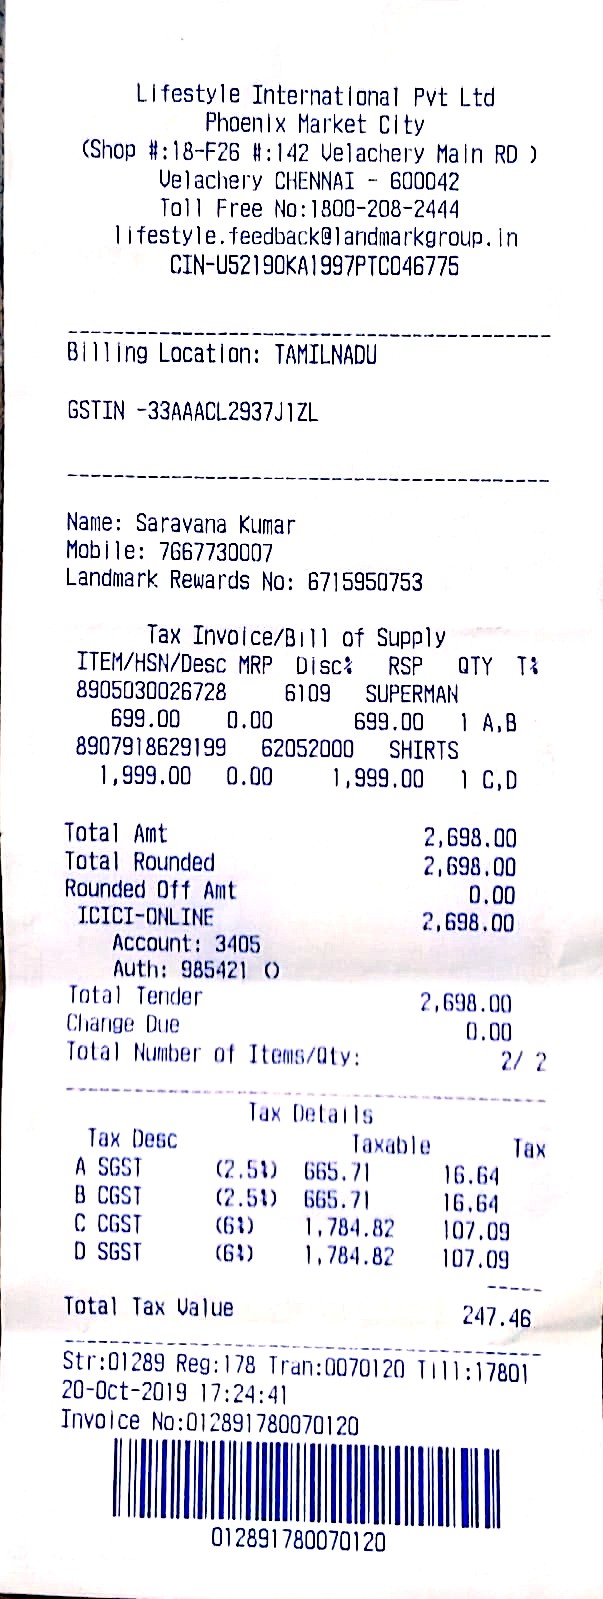 Lifestyle International Pvt Ltd
Phoenix Market City
(Shop #:18-F26 #:142 Velachery Main RD )
Velachery CHENNAI - 600042
Toll Free No:1800-208-2444
lifestyle.feedback@landmarkgroup.in
CIN-U52190KA1997PTC046775
Billing Location: TAMILNADU
GSTIN -33AAACL2937J1ZL
Name: Saravana Kumar
Mobile: 7667730007
Landmark Rewards No: 6715950753
Tax Invoice/Bill of Supply
ITEM/HSN/Desc MRP Disc% RSP QTY T%
8905030026728 6109 SUPERMAN
699.00 0.00 699.00 1 A,B
8907918629199 62052000 SHIRTS
1,999.00 0.00 1,999.00 1 C,D
Total Amt 2,698.00
Total Rounded 2,698.00
Rounded Off Amt 0.00
ICICI-ONLINE 2,698.00
Account: 3405
Auth: 985421 ()
Total Tender 2,698.00
Change Due 0.00
Total Number of Items/Qty: 2/ 2
Tax Details
Tax Desc Taxable Tax
A SGST (2.5%) 665.71 16.64
B CGST (2.5%) 665.71 16.64
C CGST (6%) 1,784.82 107.09
D SGST (6%) 1,784.82 107.09
Total Tax Value 247.46
Str:01289 Reg:178 Tran:0070120 Till:17801
20-Oct-2019 17:24:41
Invoice No:012891780070120
012891780070120